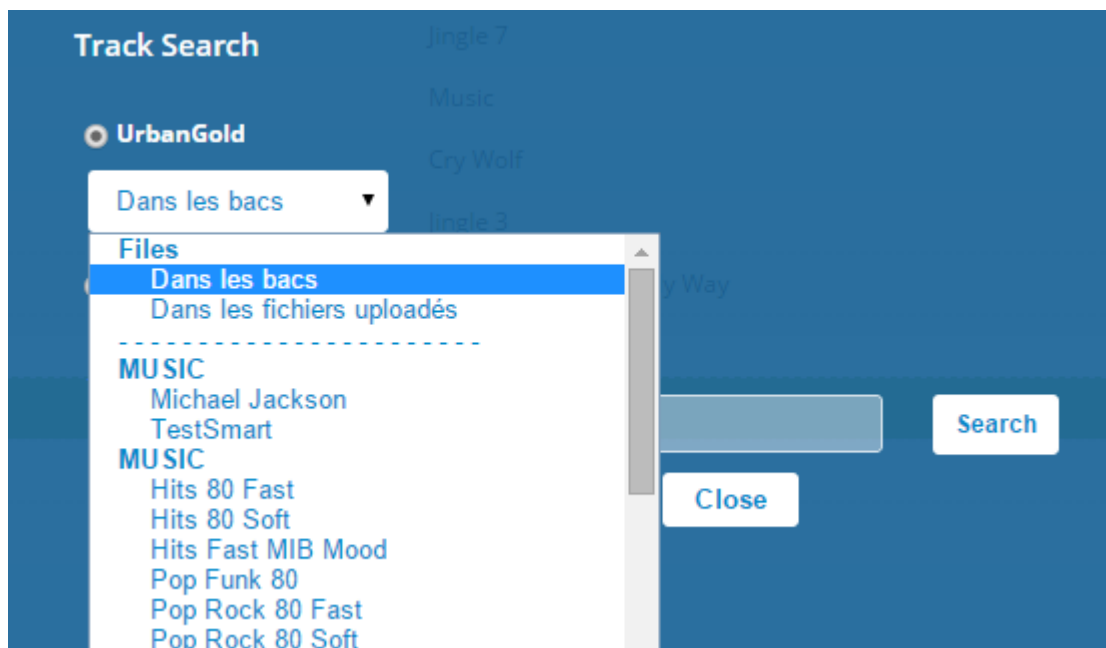 Track Search
Jingle 7
Music
UrbanGold
Cry Wolf
Dans les bacs
Jingle 3
Files
Dans les bacs
y Way
Dans les fichiers uploadés
- - - - - - - - - - - - - - - - - - - - - - -
MUSIC
Michael Jackson
TestSmart
Search
MUSIC
Hits 80 Fast
Close
Hits 80 Soft
Hits Fast MIB Mood
Pop Funk 80
Pop Rock 80 Fast
Pop Rock 80 Soft